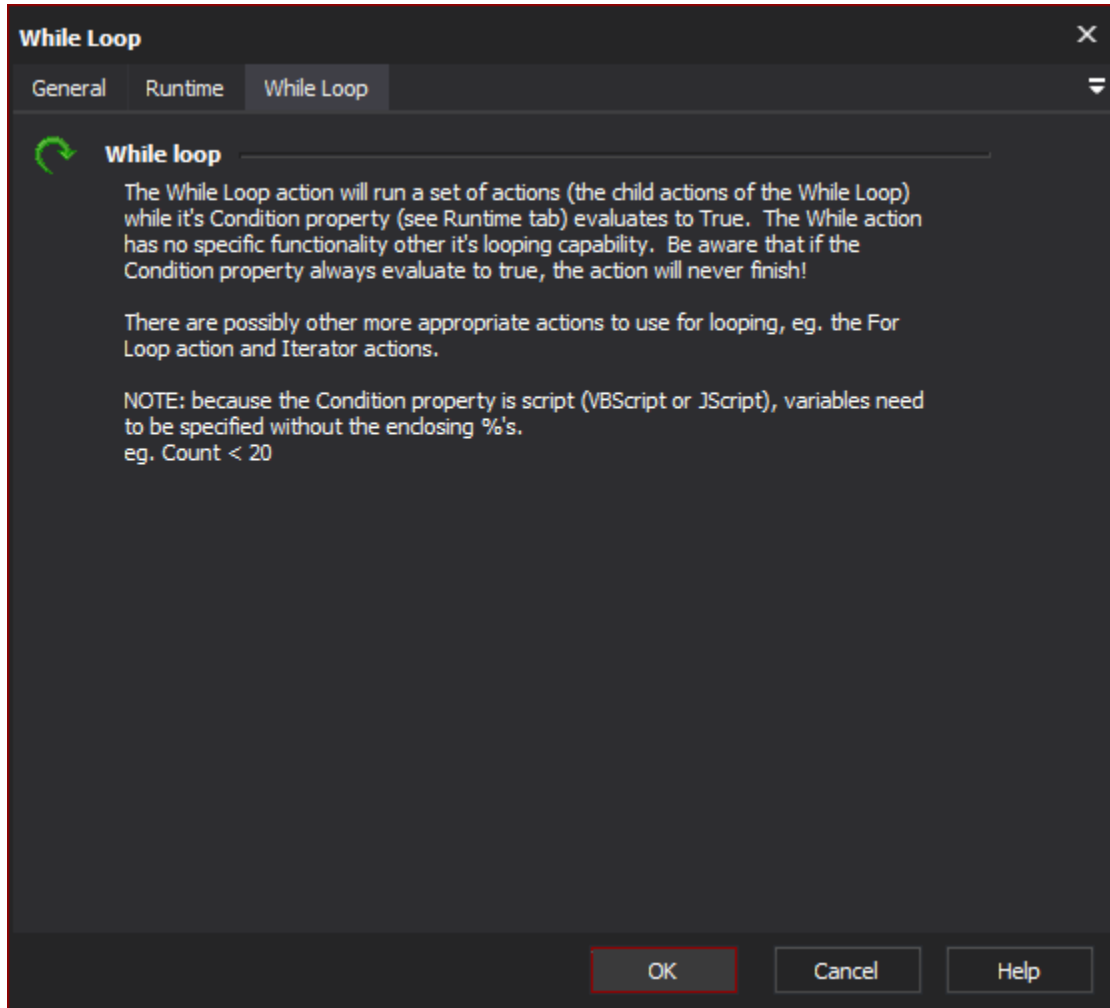 While Loop
General Runtime While Loop
While loop
The While Loop action will run a set of actions (the child actions of the While Loop)
while it's Condition property (see Runtime tab) evaluates to True.  The While action
has no specific functionality other it's looping capability.  Be aware that if the
Condition property always evaluate to true, the action will never finish!
There are possibly other more appropriate actions to use for looping, eg. the For
Loop action and Iterator actions.
NOTE: because the Condition property is script (VBScript or JScript), variables need
to be specified without the enclosing %'s.
eg. Count < 20
OK Cancel Help